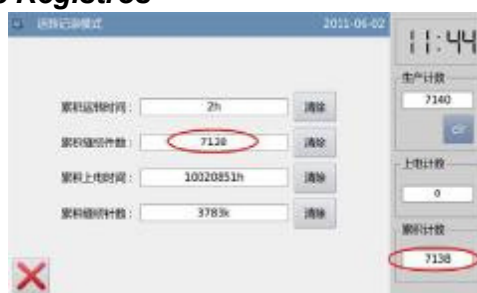 o Registros
运转记录模式
2011-06-02
11:44
累积运转时间： 2h 清除
累积缝纫件数： 7138 清除
累积上电时间： 10020851h 清除
累积缝纫针数： 3783k 清除
生产计数
7140
clr
上电计数
0
累积计数
7138